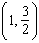 (1, 3/2)